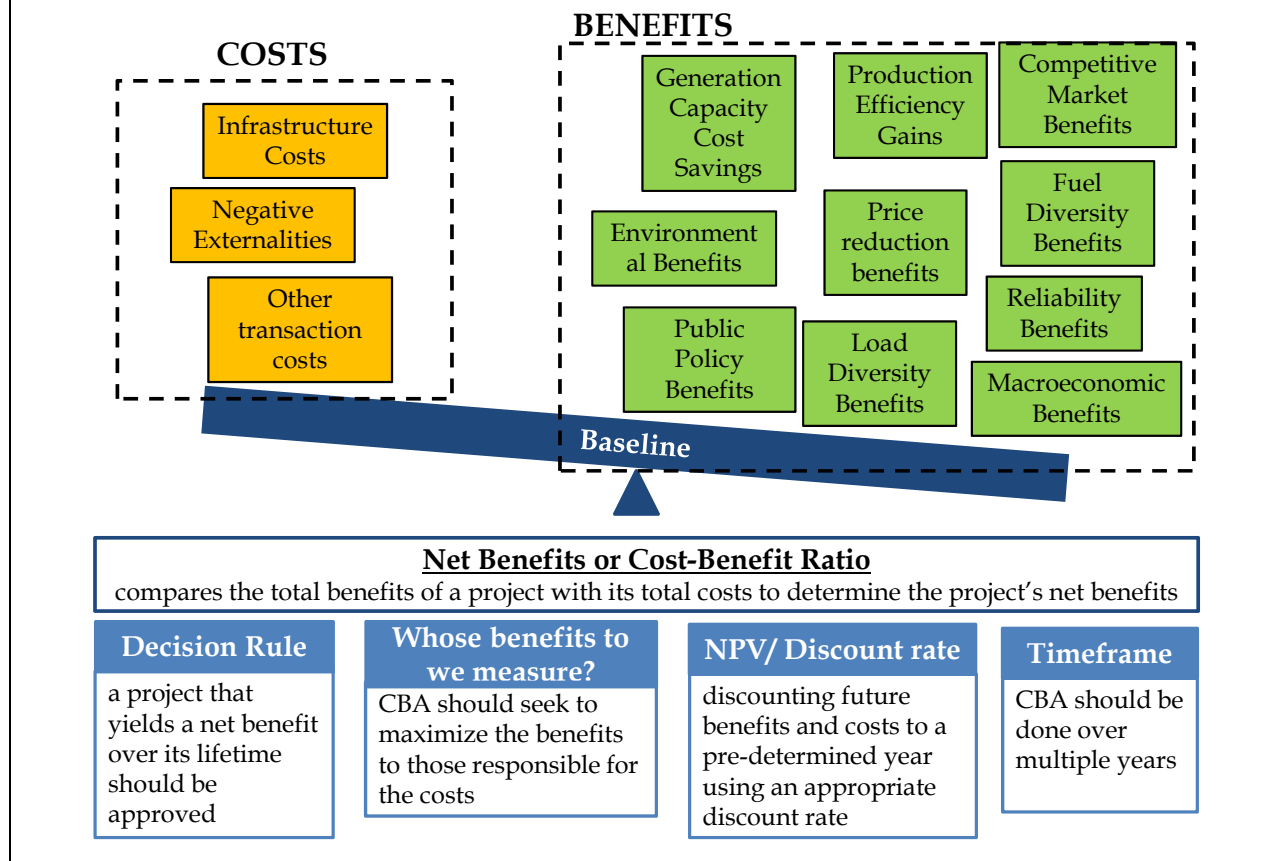 COSTS
Infrastructure
Costs
Negative
Externalities
Other
transaction
costs
BENEFITS
Generation
Capacity
Cost
Savings
Production
Efficiency
Gains
Competitive
Market
Benefits
Environment
al Benefits
Price
reduction
benefits
Fuel
Diversity
Benefits
Public
Policy
Benefits
Load
Diversity
Benefits
Reliability
Benefits
Macroeconomic
Benefits
Baseline
Net Benefits or Cost-Benefit Ratio
compares the total benefits of a project with its total costs to determine the project’s net benefits
Decision Rule
a project that
yields a net benefit
over its lifetime
should be
approved
Whose benefits to
we measure?
CBA should seek to
maximize the benefits
to those responsible for
the costs
NPV/ Discount rate
discounting future
benefits and costs to a
pre-determined year
using an appropriate
discount rate
Timeframe
CBA should be
done over
multiple years